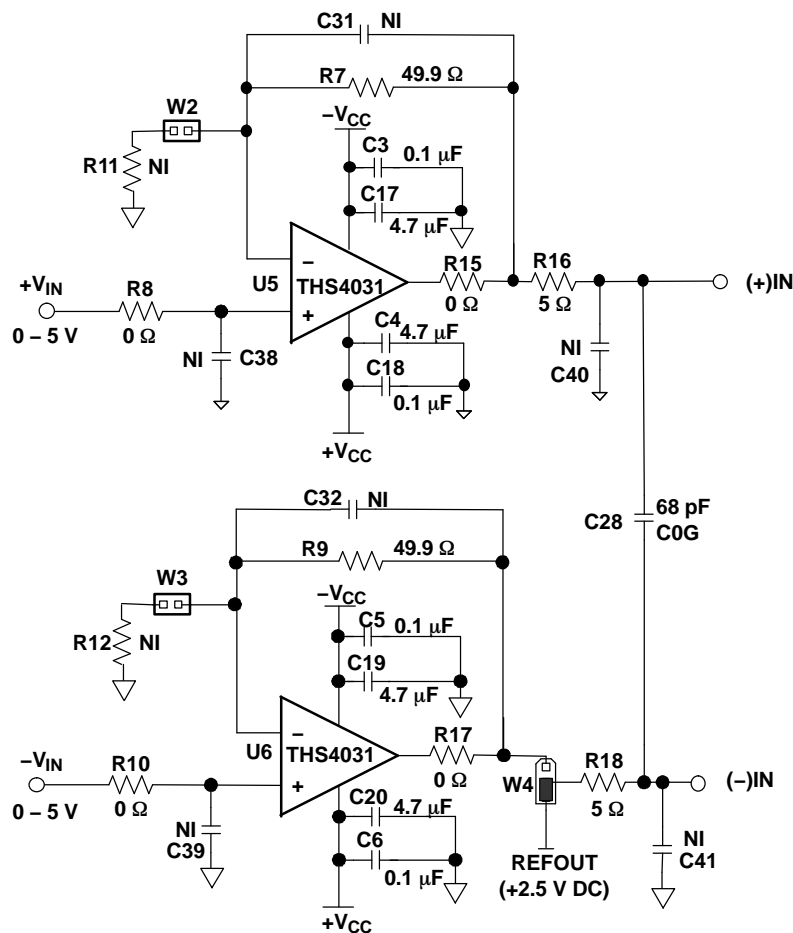 C31
NI
R7
49.9 Ω
W2
−VCC
C3
0.1 µF
R11
NI
C17
4.7 µF
R15
0 Ω
R16
5 Ω
(+)IN
+VIN
0 – 5 V
R8
0 Ω
U5
−
THS4031
+
NI
C38
C4
4.7 µF
C18
0.1 µF
NI
C40
+VCC
C32
NI
C28
68 pF
C0G
R9
49.9 Ω
W3
−VCC
C5
0.1 µF
R12
NI
C19
4.7 µF
R17
0 Ω
R18
5 Ω
W4
(−)IN
−VIN
0 – 5 V
R10
0 Ω
U6
−
THS4031
+
NI
C39
C20
4.7 µF
C6
0.1 µF
REFOUT
(+2.5 V DC)
NI
C41
+VCC